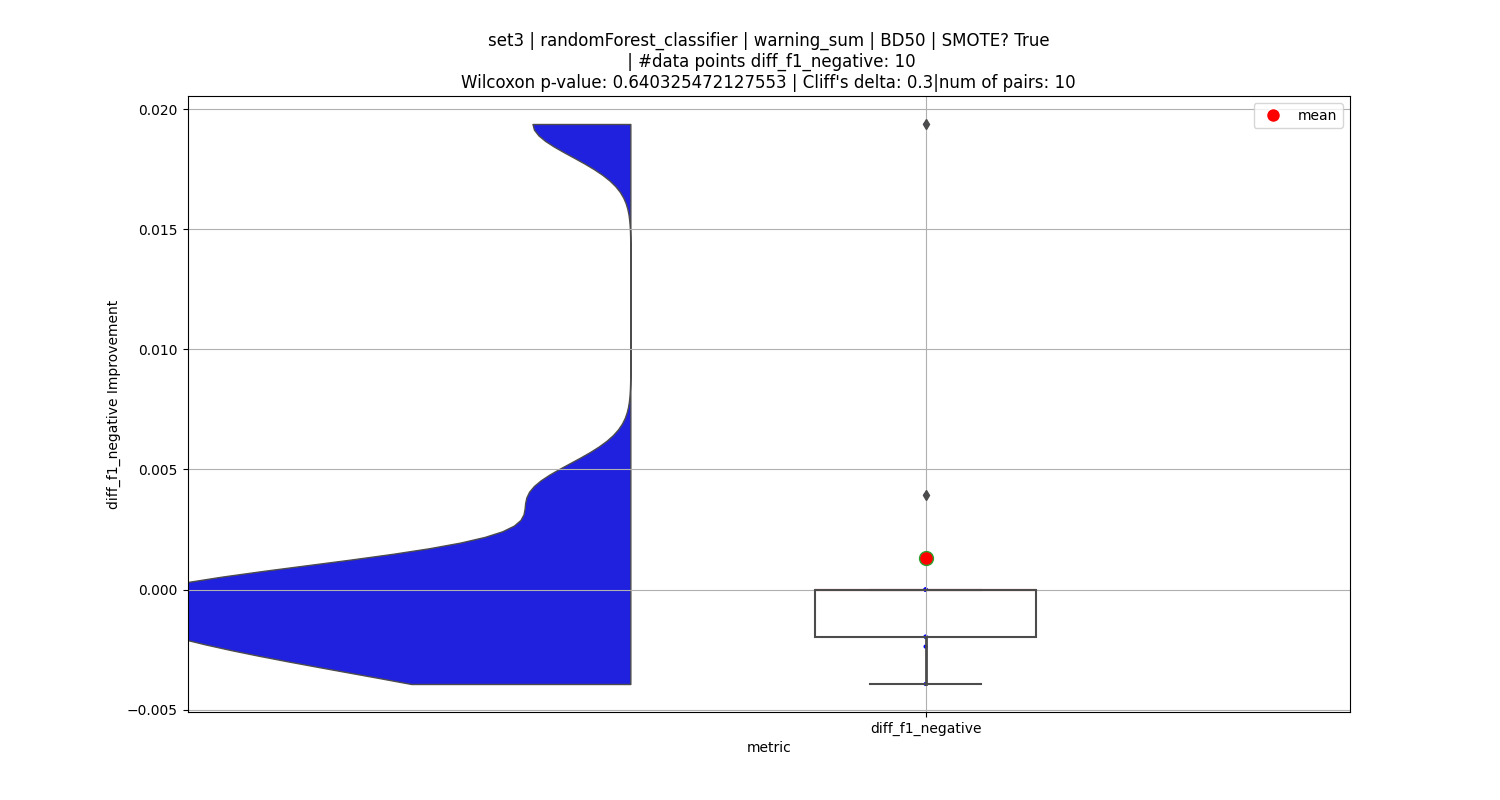 set3 | randomForest_classifier | warning_sum | BD50 | SMOTE? True
| #data points diff_f1_negative: 10
Wilcoxon p-value: 0.640325472127553 | Cliff's delta: 0.3|num of pairs: 10
mean
0.020
0.015
0.010
0.005
0.000
−0.005
diff_f1_negative Improvement
diff_f1_negative
metric